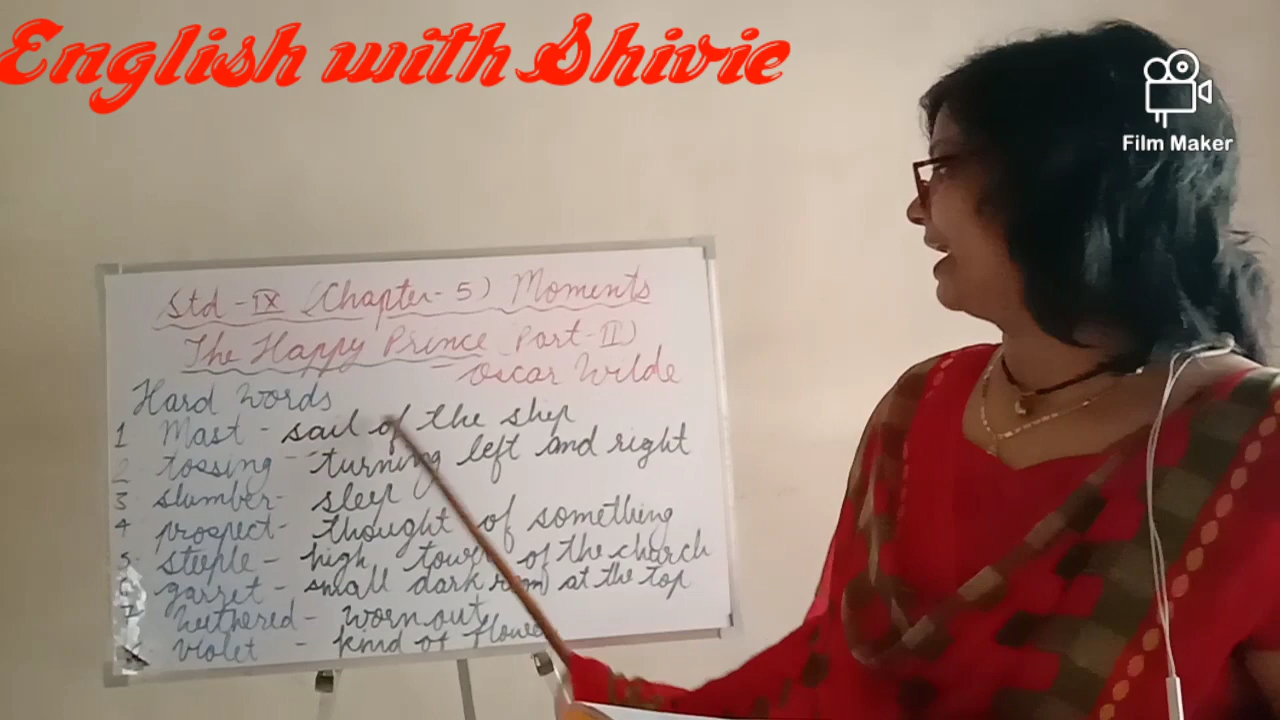 English with Shivie
Film Maker
Std - IX (Chapter - 5) Moments
The Happy Prince (Part - II)
- Oscar Wilde
Hard Words
1 Mast - sail of the ship
2 tossing - turning left and right
3 slumber - sleep
4 prospect - thought of something
5 steeple - high tower of the church
6 garret - small dark room at the top
7 - worn out
violet - kind of flower